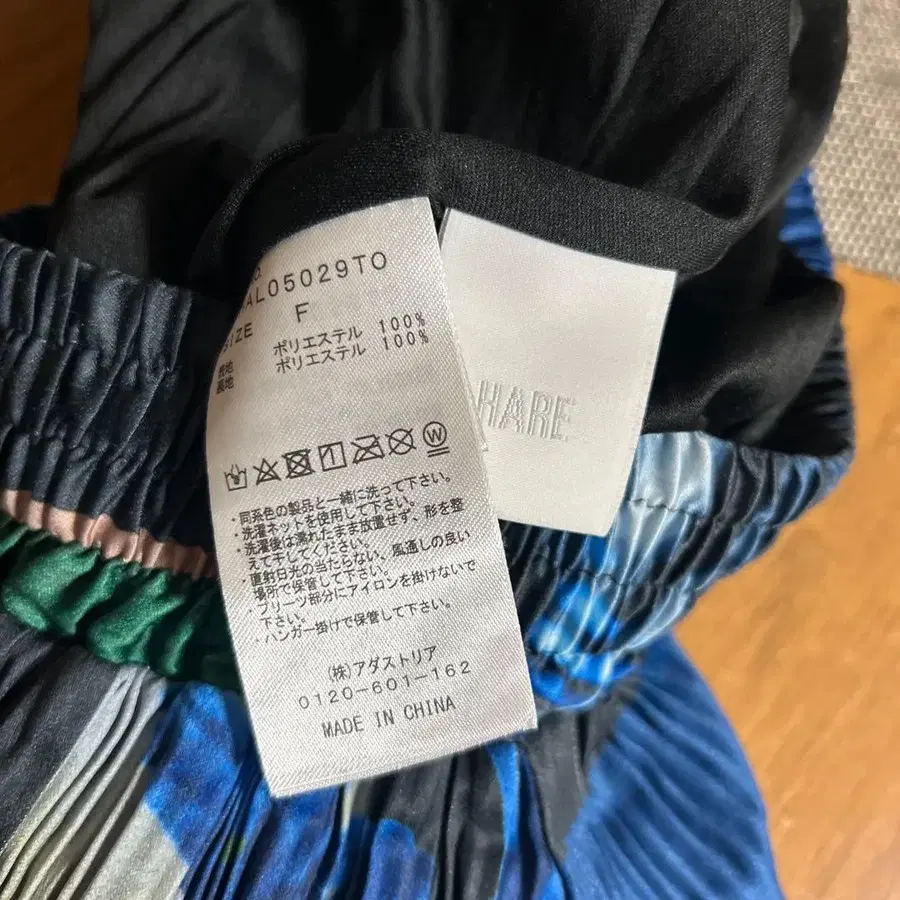 AL05029TO
SIZE F
表地 ポリエステル 100%
裏地 ポリエステル 100%
W
・同系色の製品と一緒に洗って下さい。
・洗濯ネットを使用して下さい。
・洗濯後は濡れたまま放置せず、形を整
えて干してください。
・直射日光の当たらない、風通しの良い
場所で保管して下さい。
・プリーツ部分にアイロンを掛けないで
下さい。
・ハンガー掛けで保管して下さい。
(株)アダストリア
0120-601-162
MADE IN CHINA
HARE